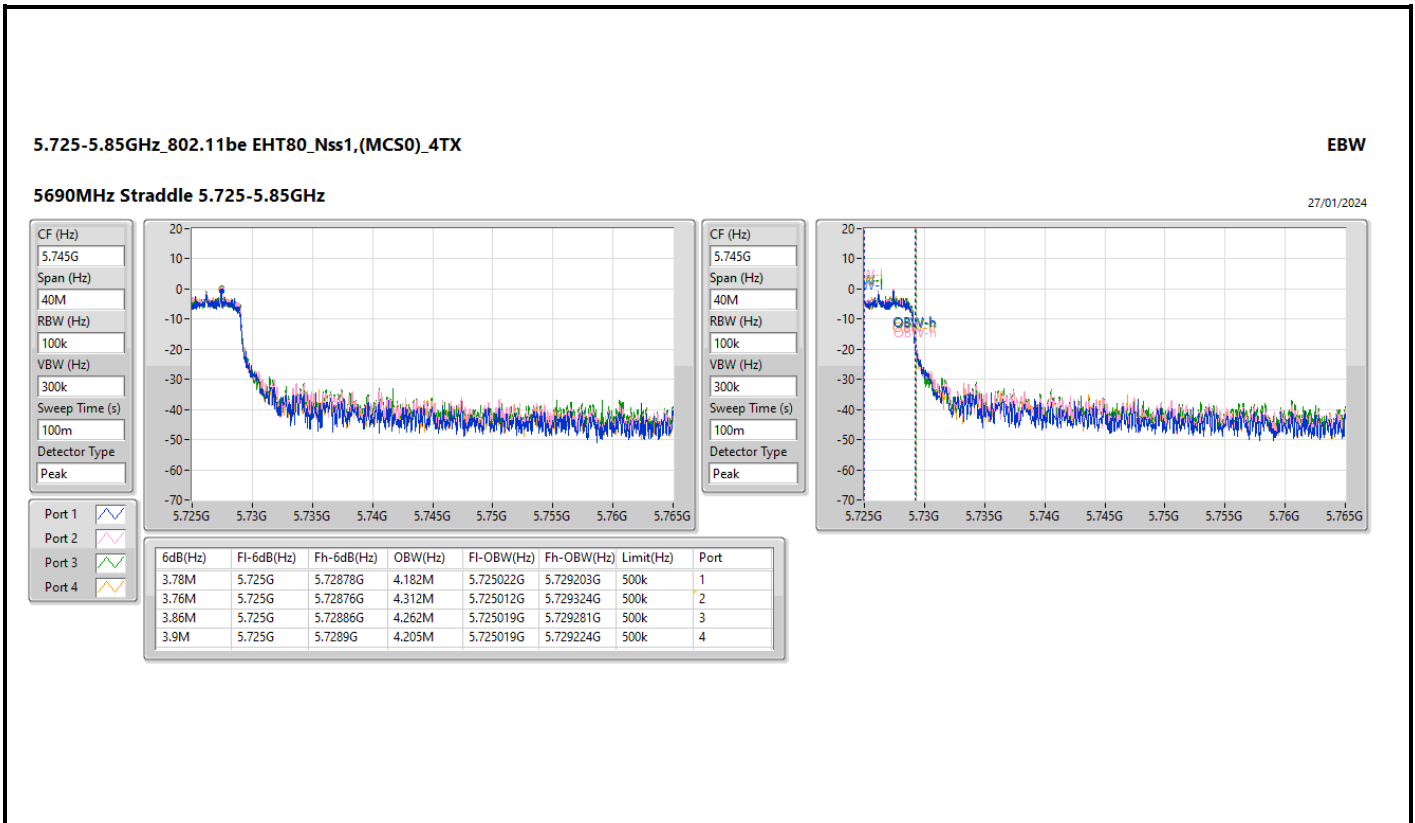 5.725-5.85GHz_802.11be EHT80_Nss1,(MCS0)_4TX
EBW
5690MHz Straddle 5.725-5.85GHz
27/01/2024
CF (Hz)
5.745G
Span (Hz)
40M
RBW (Hz)
100k
VBW (Hz)
300k
Sweep Time (s)
100m
Detector Type
Peak
20
10
0
-10
-20
-30
-40
-50
-60
-70
5.725G 5.73G 5.735G 5.74G 5.745G 5.75G 5.755G 5.76G 5.765G
CF (Hz)
5.745G
Span (Hz)
40M
RBW (Hz)
100k
VBW (Hz)
300k
Sweep Time (s)
100m
Detector Type
Peak
20
10
0
-10
-20
-30
-40
-50
-60
-70
OBW-h
5.725G 5.73G 5.735G 5.74G 5.745G 5.75G 5.755G 5.76G 5.765G
Port 1
Port 2
Port 3
Port 4
6dB(Hz) Fl-6dB(Hz) Fh-6dB(Hz) OBW(Hz) Fl-OBW(Hz) Fh-OBW(Hz) Limit(Hz) Port
3.78M 5.725G 5.72878G 4.182M 5.725022G 5.729203G 500k 1
3.76M 5.725G 5.72876G 4.312M 5.725012G 5.729324G 500k 2
3.86M 5.725G 5.72886G 4.262M 5.725019G 5.729281G 500k 3
3.9M 5.725G 5.7289G 4.205M 5.725019G 5.729224G 500k 4